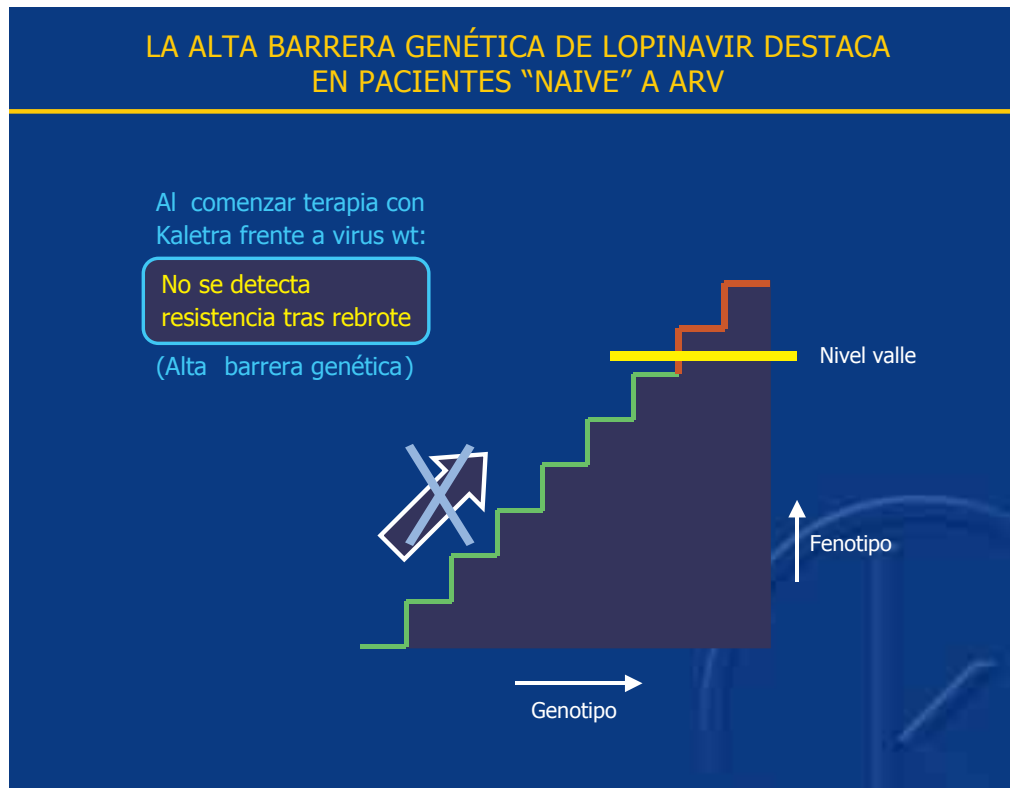 LA ALTA BARRERA GENÉTICA DE LOPINAVIR DESTACA
EN PACIENTES “NAIVE” A ARV
Al comenzar terapia con
Kaletra frente a virus wt:
No se detecta
resistencia tras rebrote
(Alta barrera genética)
Nivel valle
Fenotipo
Genotipo